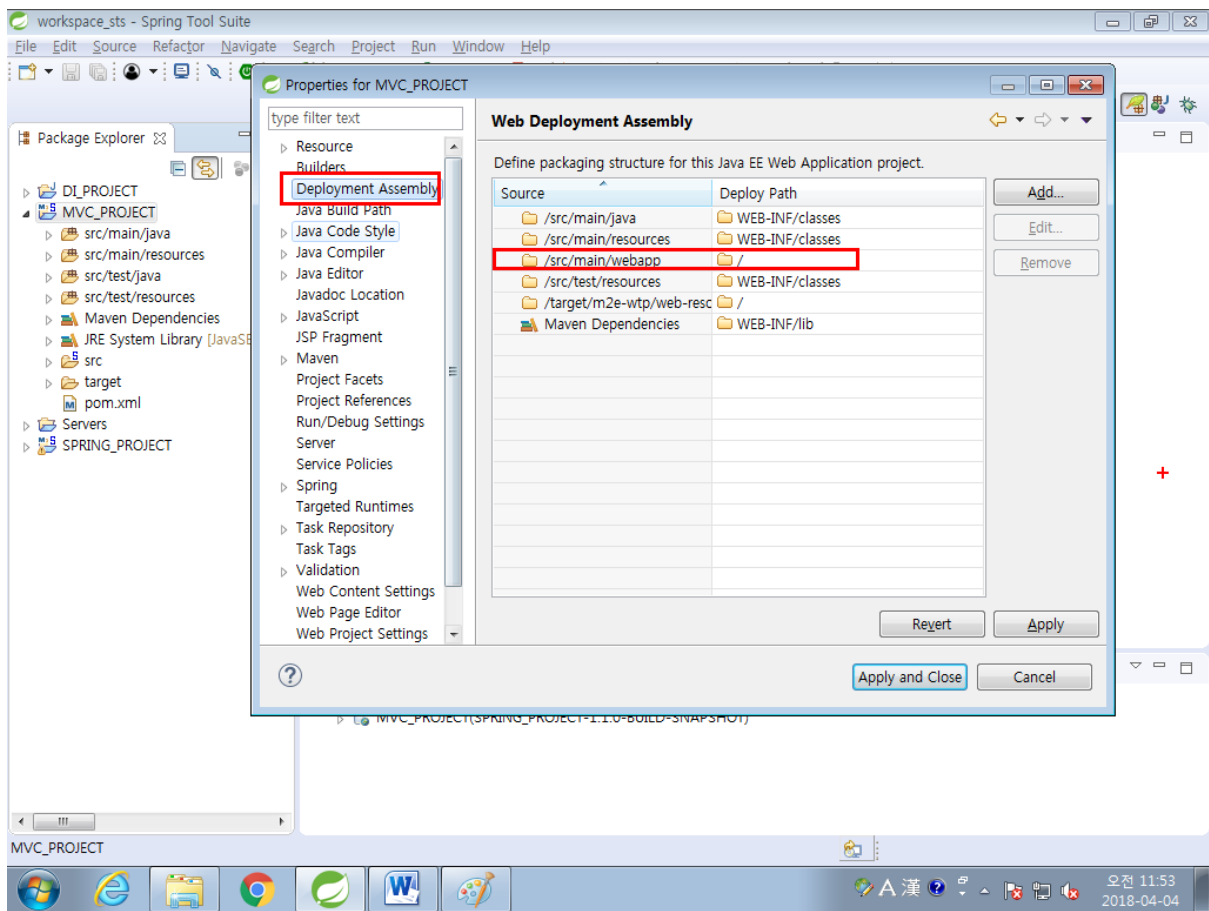 workspace_sts - Spring Tool Suite
File Edit Source Refactor Navigate Search Project Run Window Help
Properties for MVC_PROJECT
type filter text
Web Deployment Assembly
Package Explorer
Resource
Builders
Deployment Assembly
Java Build Path
Java Code Style
Java Compiler
Java Editor
Javadoc Location
JavaScript
JSP Fragment
Maven
Project Facets
Project References
Run/Debug Settings
Server
Service Policies
Spring
Targeted Runtimes
Task Repository
Task Tags
Validation
Web Content Settings
Web Page Editor
Web Project Settings
DI_PROJECT
MVC_PROJECT
src/main/java
src/main/resources
src/test/java
src/test/resources
Maven Dependencies
JRE System Library [JavaSE
src
target
pom.xml
Servers
SPRING_PROJECT
Define packaging structure for this Java EE Web Application project.
Source Deploy Path
/src/main/java WEB-INF/classes
/src/main/resources WEB-INF/classes
/src/main/webapp /
/src/test/resources WEB-INF/classes
/target/m2e-wtp/web-resc /
Maven Dependencies WEB-INF/lib
Add...
Edit...
Remove
Revert Apply
Apply and Close Cancel
MVC_PROJECT(SPRING_PROJECT-1.1.0-BUILD-SNAPSHOT)
MVC_PROJECT
A 漢
오전 11:53
2018-04-04